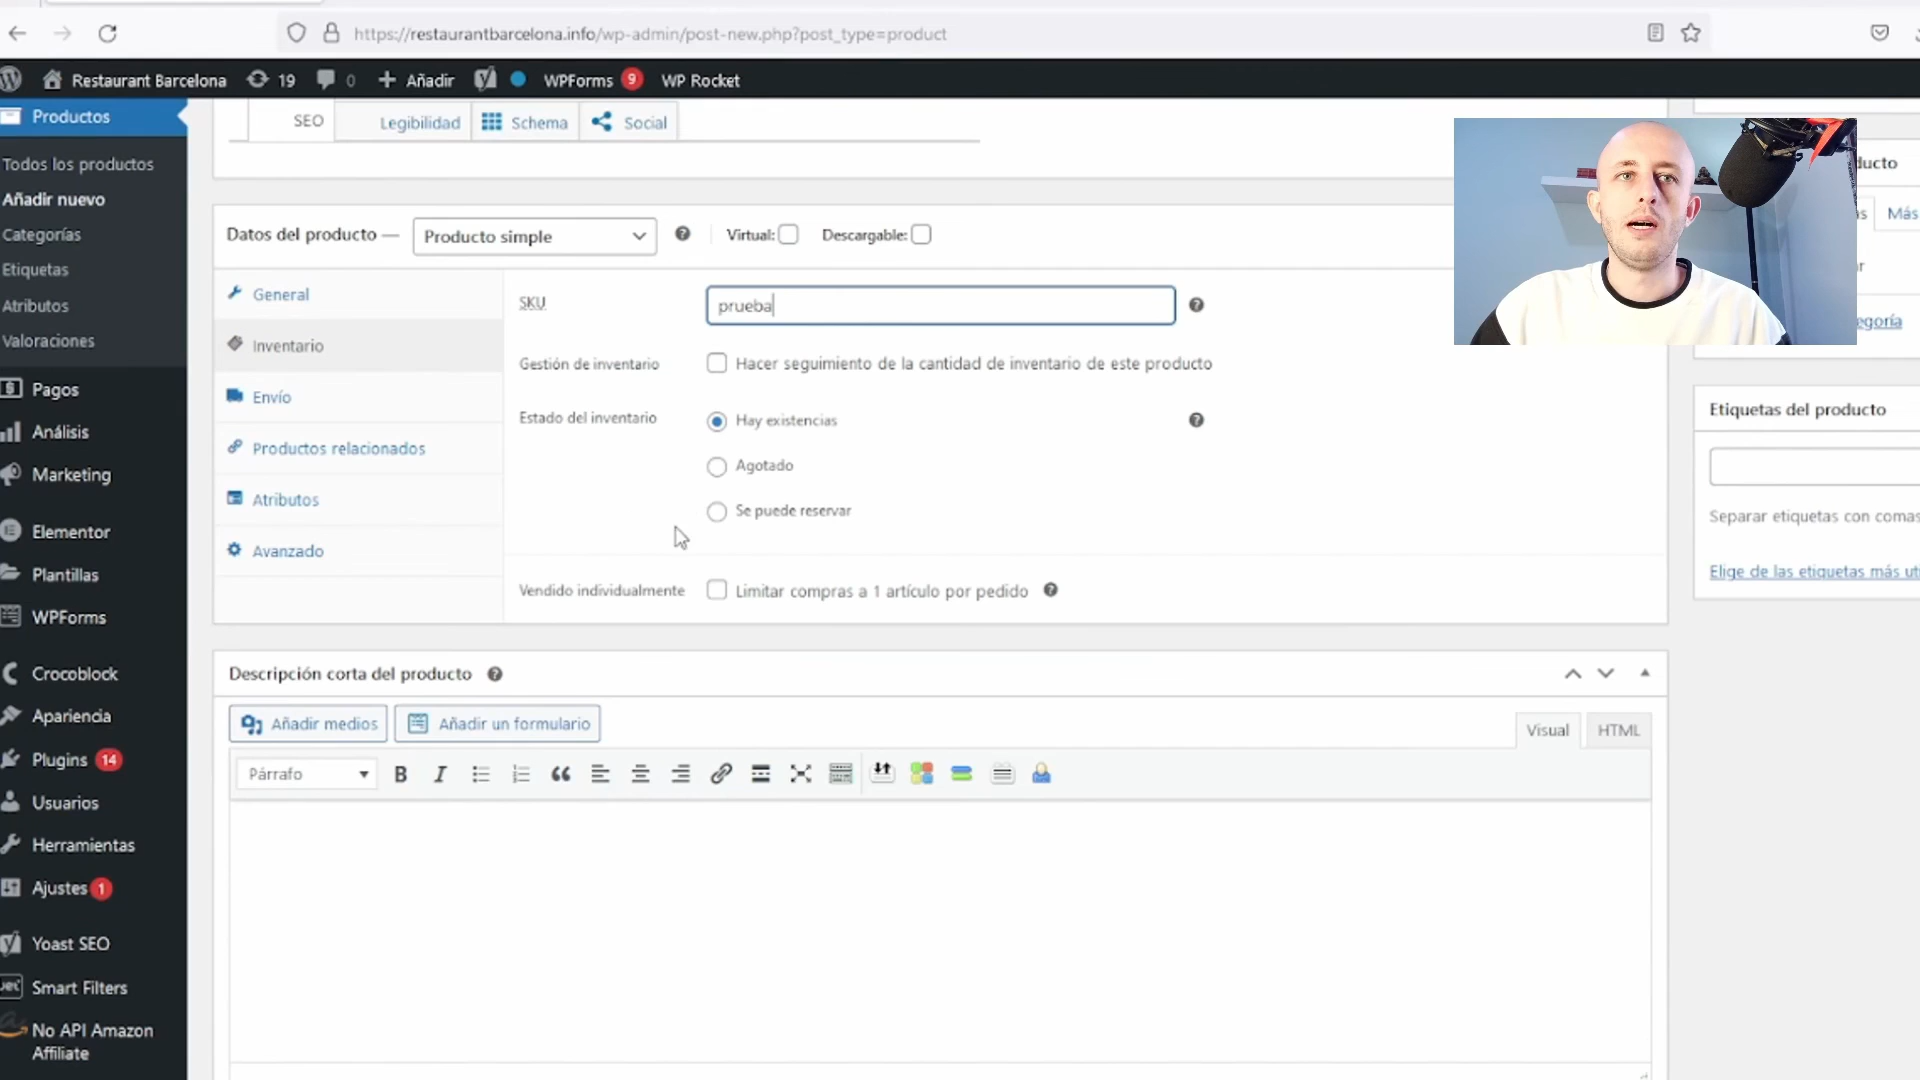 https://restaurantbarcelona.info/wp-admin/post-new.php?post_type=product
Restaurant Barcelona 19 0 Añadir WPForms 9 WP Rocket
Productos
Todos los productos
Añadir nuevo
Categorías
Etiquetas
Atributos
Valoraciones
Pagos
Análisis
Marketing
Elementor
Plantillas
WPForms
Crocoblock
Apariencia
Plugins 14
Usuarios
Herramientas
Ajustes 1
Yoast SEO
Smart Filters
No API Amazon
Affiliate
SEO Legibilidad Schema Social
Datos del producto — Producto simple Virtual: Descargable:
General
Inventario
Envío
Productos relacionados
Atributos
Avanzado
SKU prueba
Gestión de inventario Hacer seguimiento de la cantidad de inventario de este producto
Estado del inventario Hay existencias
Agotado
Se puede reservar
Vendido individualmente Limitar compras a 1 artículo por pedido
Descripción corta del producto
Añadir medios Añadir un formulario
Visual HTML
Párrafo
Más
Etiquetas del producto
Separar etiquetas con comas
Elige de las etiquetas más